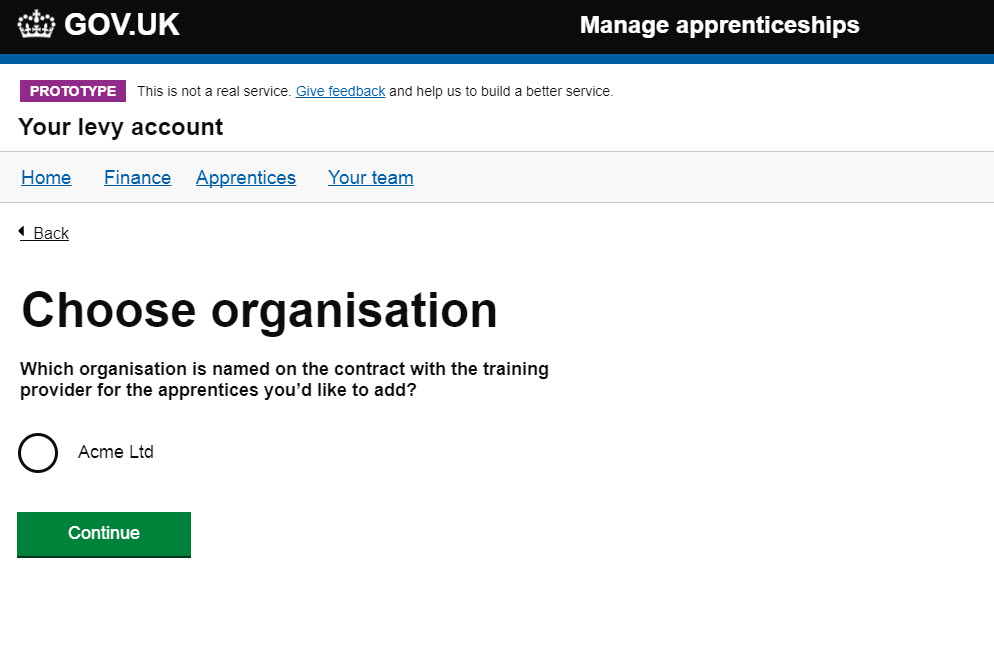 GOV.UK
Manage apprenticeships
PROTOTYPE This is not a real service. Give feedback and help us to build a better service.
Your levy account
Home Finance Apprentices Your team
Back
Choose organisation
Which organisation is named on the contract with the training
provider for the apprentices you’d like to add?
Acme Ltd
Continue